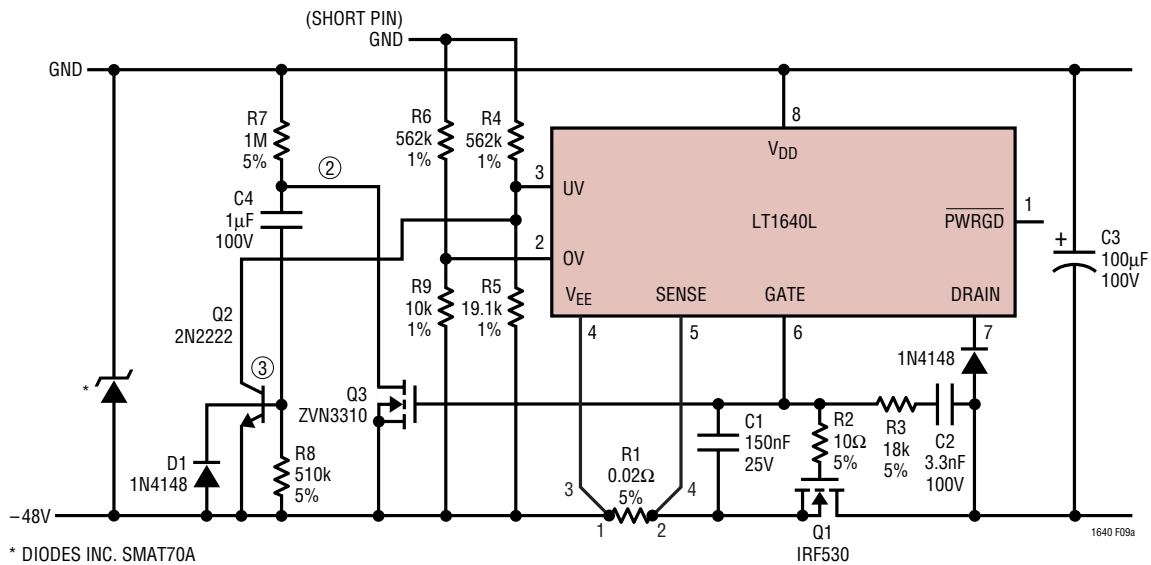 (SHORT PIN)
GND
GND
R7
1M
5%
R6
562k
1%
R4
562k
1%
8
V_DD
3
UV
LT1640L
1
PWRGD
2
OV
V_EE
SENSE
GATE
DRAIN
4
5
6
7
②
C4
1µF
100V
+
C3
100µF
100V
R9
10k
1%
R5
19.1k
1%
Q2
2N2222
③
*
Q3
ZVN3310
1N4148
C1
150nF
25V
R2
10Ω
5%
R3
18k
5%
C2
3.3nF
100V
R1
0.02Ω
5%
3
4
1
2
D1
1N4148
R8
510k
5%
–48V
Q1
IRF530
1640 F09a
* DIODES INC. SMAT70A